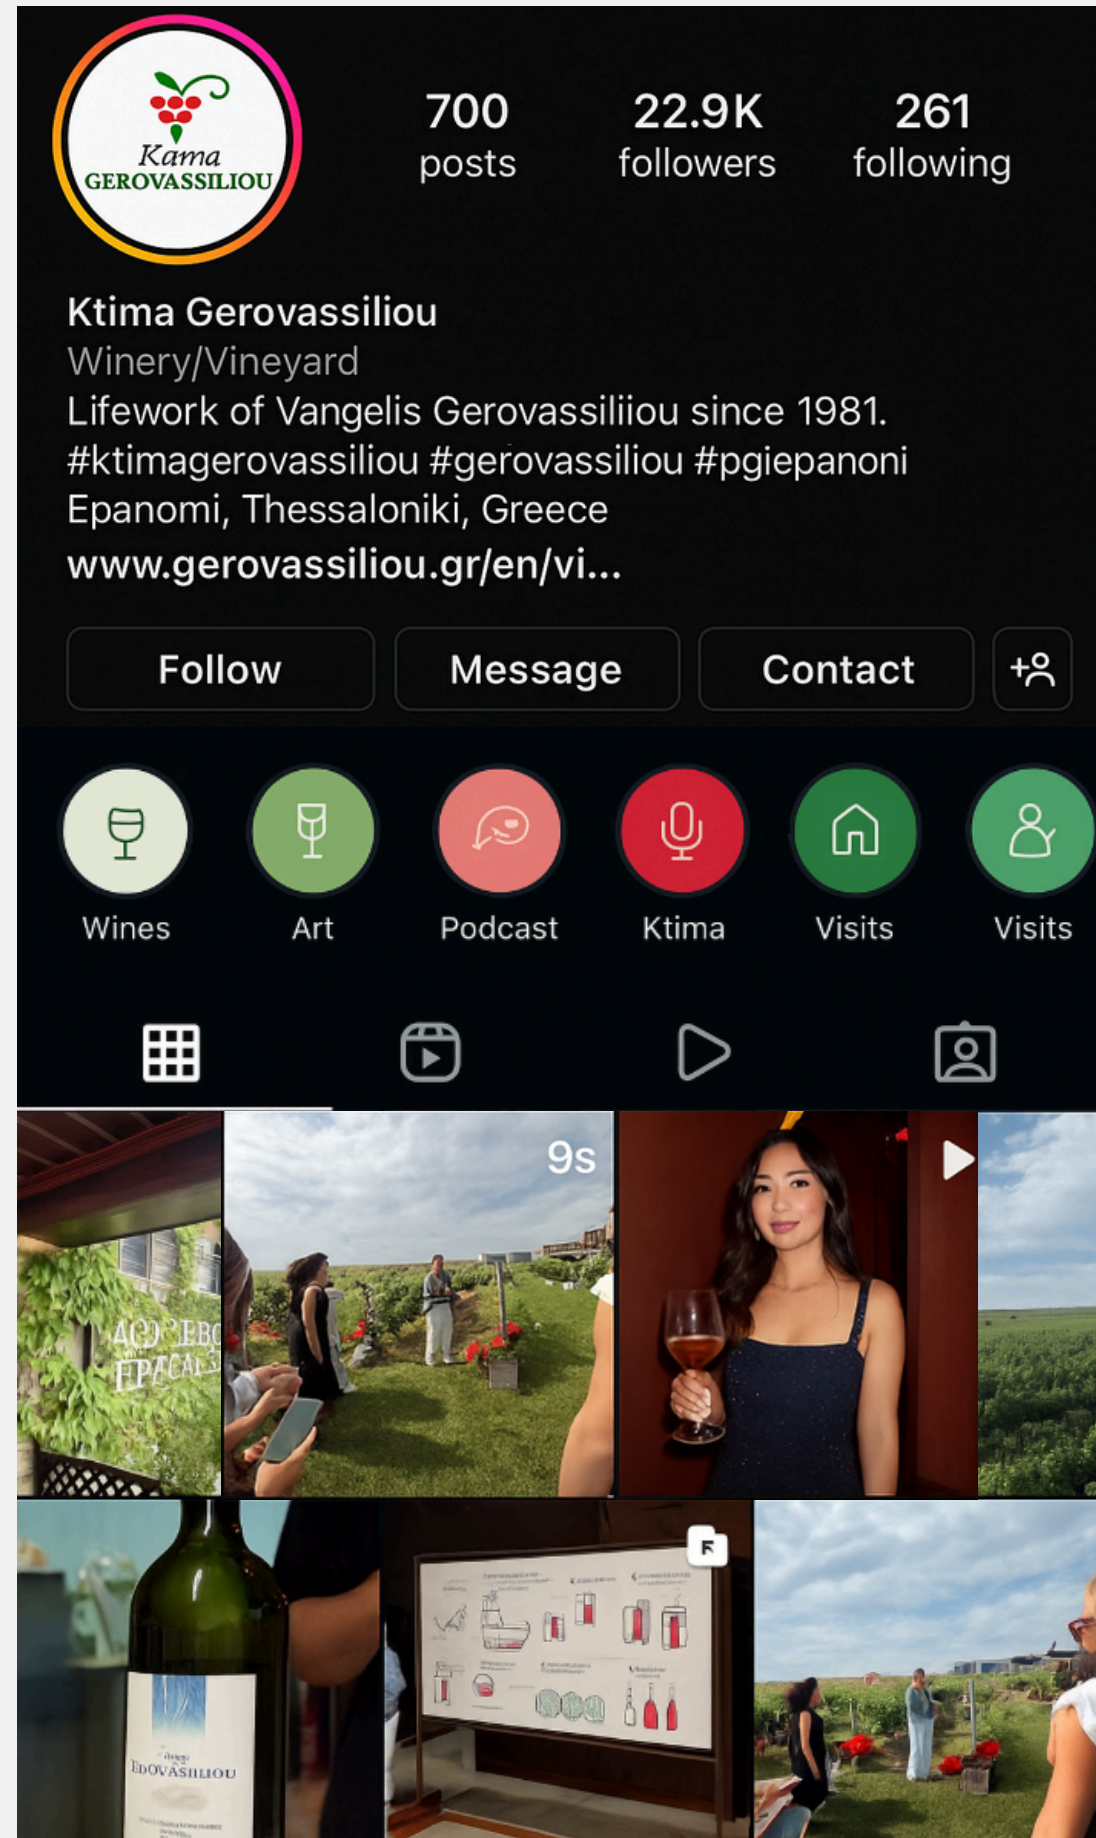 Kama
GEROVASSILIOU
700 22.9K 261
posts followers following
Ktima Gerovassiliou
Winery/Vineyard
Lifework of Vangelis Gerovassiliiou since 1981.
#ktimagerovassiliou #gerovassiliou #pgiepanoni
Epanomi, Thessaloniki, Greece
www.gerovassiliou.gr/en/vi...
Follow Message Contact
Wines Art Podcast Ktima Visits Visits
9s
EDOVASIILIOU